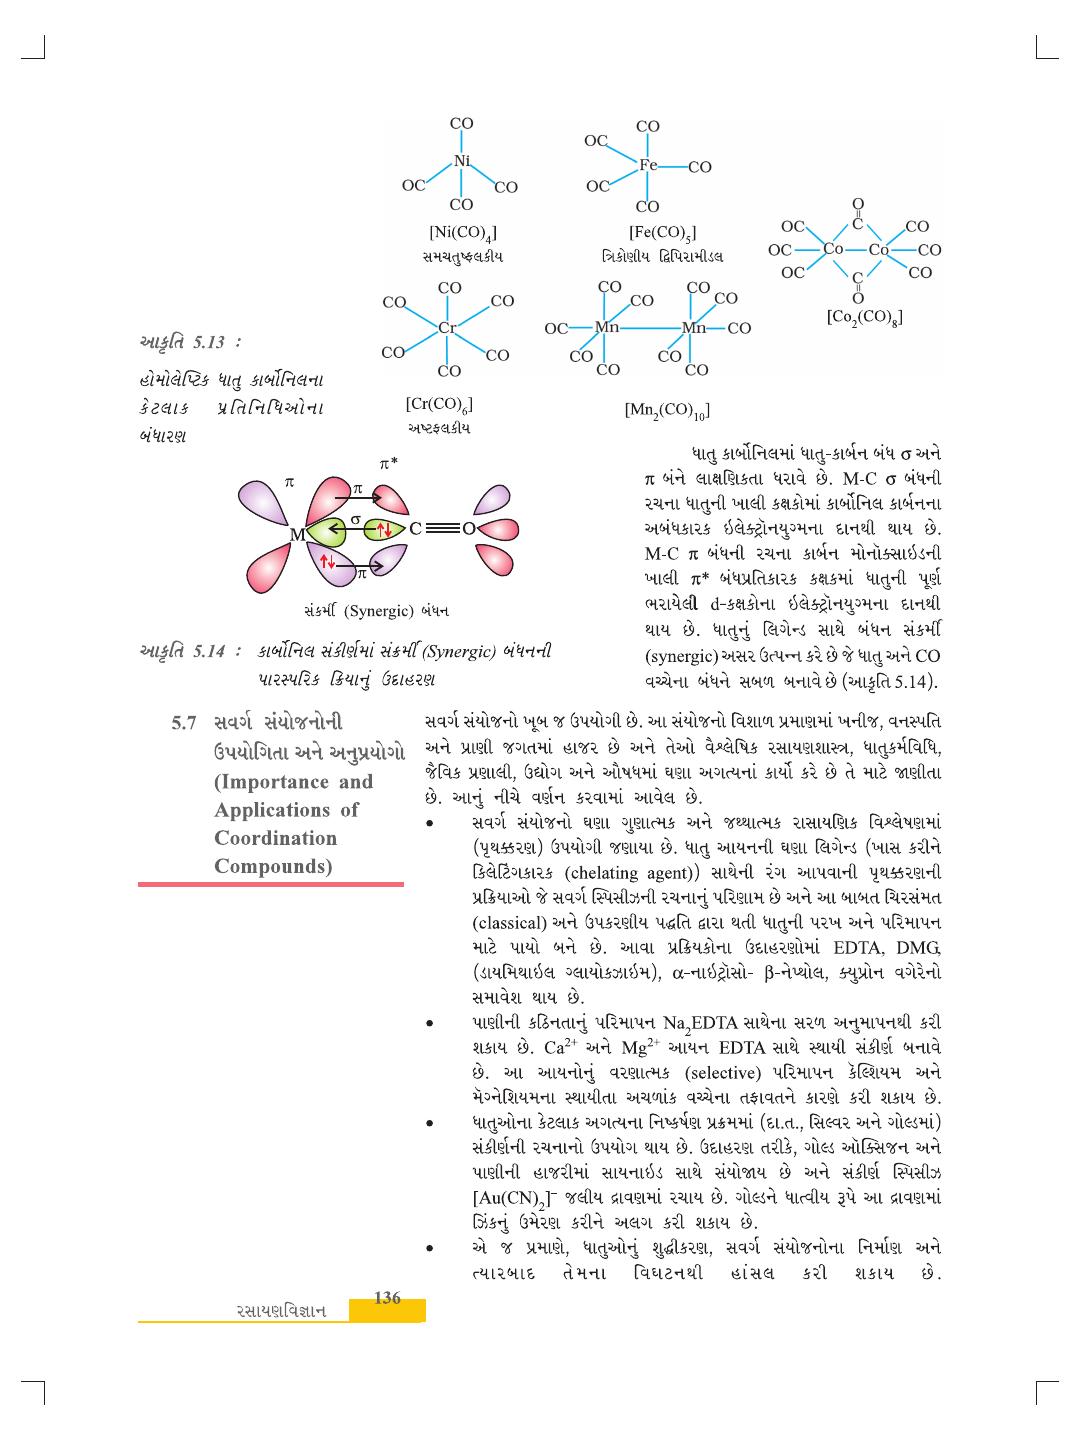 CO
Ni
OC
CO
CO
[Ni(CO)4]
સમચતુષ્ફલકીય
CO
OC
Fe
CO
OC
CO
[Fe(CO)5]
ત્રિકોણીય દ્વિપિરામીડલ
O
C
OC
CO
OC
Co
Co
CO
OC
CO
C
O
[Co2(CO)8]
CO
CO
CO
Cr
CO
CO
CO
[Cr(CO)6]
અષ્ટફલકીય
CO
CO
CO
CO
OC
Mn
Mn
CO
CO
CO
CO
CO
[Mn2(CO)10]
આકૃતિ 5.13 :
હોમોલેપ્ટિક ધાતુ કાર્બોનિલના
કેટલાક પ્રતિનિધિઓના
બંધારણ
π*
π
π
σ
M
C
O
π
સંકર્મી (Synergic) બંધન
આકૃતિ 5.14 : કાર્બોનિલ સંકીર્ણમાં સંક્રર્મી (Synergic) બંધનની
પારસ્પરિક ક્રિયાનું ઉદાહરણ
ધાતુ કાર્બોનિલમાં ધાતુ-કાર્બન બંધ σ અને
π બંને લાક્ષણિકતા ધરાવે છે. M-C σ બંધની
રચના ધાતુની ખાલી કક્ષકોમાં કાર્બોનિલ કાર્બનના
અબંધકારક ઇલેક્ટ્રૉનયુગ્મના દાનથી થાય છે.
M-C π બંધની રચના કાર્બન મોનૉક્સાઇડની
ખાલી π* બંધપ્રતિકારક કક્ષકમાં ધાતુની પૂર્ણ
ભરાયેલી d-કક્ષકોના ઇલેક્ટ્રૉનયુગ્મના દાનથી
થાય છે. ધાતુનું લિગેન્ડ સાથે બંધન સંકર્મી
(synergic) અસર ઉત્પન્ન કરે છે જે ધાતુ અને CO
વચ્ચેના બંધને સબળ બનાવે છે (આકૃતિ 5.14).
5.7 સવર્ગ સંયોજનોની
ઉપયોગિતા અને અનુપ્રયોગો
(Importance and
Applications of
Coordination
Compounds)
સવર્ગ સંયોજનો ખૂબ જ ઉપયોગી છે. આ સંયોજનો વિશાળ પ્રમાણમાં ખનીજ, વનસ્પતિ
અને પ્રાણી જગતમાં હાજર છે અને તેઓ વૈશ્લેષિક રસાયણશાસ્ત્ર, ધાતુકર્મવિધિ,
જૈવિક પ્રણાલી, ઉદ્યોગ અને ઔષધમાં ઘણા અગત્યનાં કાર્યો કરે છે તે માટે જાણીતા
છે. આનું નીચે વર્ણન કરવામાં આવેલ છે.
• સવર્ગ સંયોજનો ઘણા ગુણાત્મક અને જથ્થાત્મક રાસાયણિક વિશ્લેષણમાં
(પૃથક્કરણ) ઉપયોગી જણાયા છે. ધાતુ આયનની ઘણા લિગેન્ડ (ખાસ કરીને
કિલેટિંગકારક (chelating agent)) સાથેની રંગ આપવાની પૃથક્કરણની
પ્રક્રિયાઓ જે સવર્ગ સ્પિસીઝની રચનાનું પરિણામ છે અને આ બાબત ચિરસંમત
(classical) અને ઉપકરણીય પદ્ધતિ દ્વારા થતી ધાતુની પરખ અને પરિમાપન
માટે પાયો બને છે. આવા પ્રક્રિયકોના ઉદાહરણોમાં EDTA, DMG,
(ડાયમિથાઇલ ગ્લાયોકઝાઇમ), α-નાઇટ્રૉસો- β-નેપ્થોલ, ક્યુપ્રોન વગેરેનો
સમાવેશ થાય છે.
• પાણીની કઠિનતાનું પરિમાપન Na2EDTA સાથેના સરળ અનુમાપનથી કરી
શકાય છે. Ca2+ અને Mg2+ આયન EDTA સાથે સ્થાયી સંકીર્ણ બનાવે
છે. આ આયનોનું વરણાત્મક (selective) પરિમાપન કૅલ્શિયમ અને
મૅગ્નેશિયમના સ્થાયીતા અચળાંક વચ્ચેના તફાવતને કારણે કરી શકાય છે.
• ધાતુઓના કેટલાક અગત્યના નિષ્કર્ષણ પ્રક્રમમાં (દા.ત., સિલ્વર અને ગોલ્ડમાં)
સંકીર્ણની રચનાનો ઉપયોગ થાય છે. ઉદાહરણ તરીકે, ગોલ્ડ ઑક્સિજન અને
પાણીની હાજરીમાં સાયનાઇડ સાથે સંયોજાય છે અને સંકીર્ણ સ્પિસીઝ
[Au(CN)2]– જલીય દ્રાવણમાં રચાય છે. ગોલ્ડને ધાત્વીય રૂપે આ દ્રાવણમાં
ઝિંકનું ઉમેરણ કરીને અલગ કરી શકાય છે.
• એ જ પ્રમાણે, ધાતુઓનું શુદ્ધીકરણ, સવર્ગ સંયોજનોના નિર્માણ અને
ત્યારબાદ તેમના વિઘટનથી હાંસલ કરી શકાય છે.
રસાયણવિજ્ઞાન 136